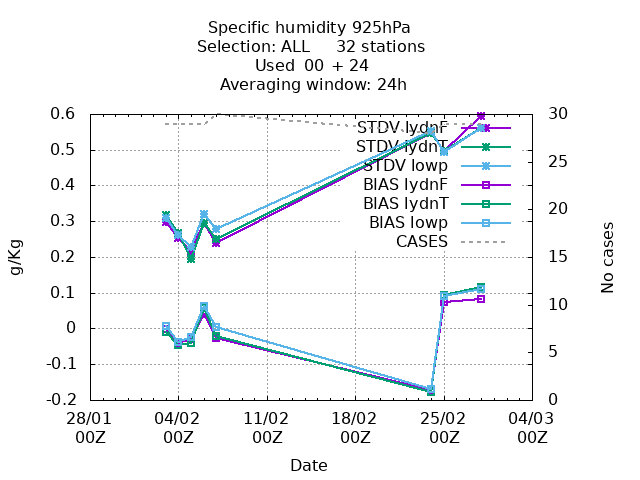 Specific humidity 925hPa
Selection: ALL 32 stations
Used 00 + 24
Averaging window: 24h
0.6
0.5
0.4
0.3
0.2
0.1
0
-0.1
-0.2
g/Kg
30
25
20
15
10
5
0
No cases
STDV lydnF
STDV lydnT
STDV lowp
BIAS lydnF
BIAS lydnT
BIAS lowp
CASES
28/01 04/02 11/02 18/02 25/02 04/03
00Z 00Z 00Z 00Z 00Z 00Z
Date